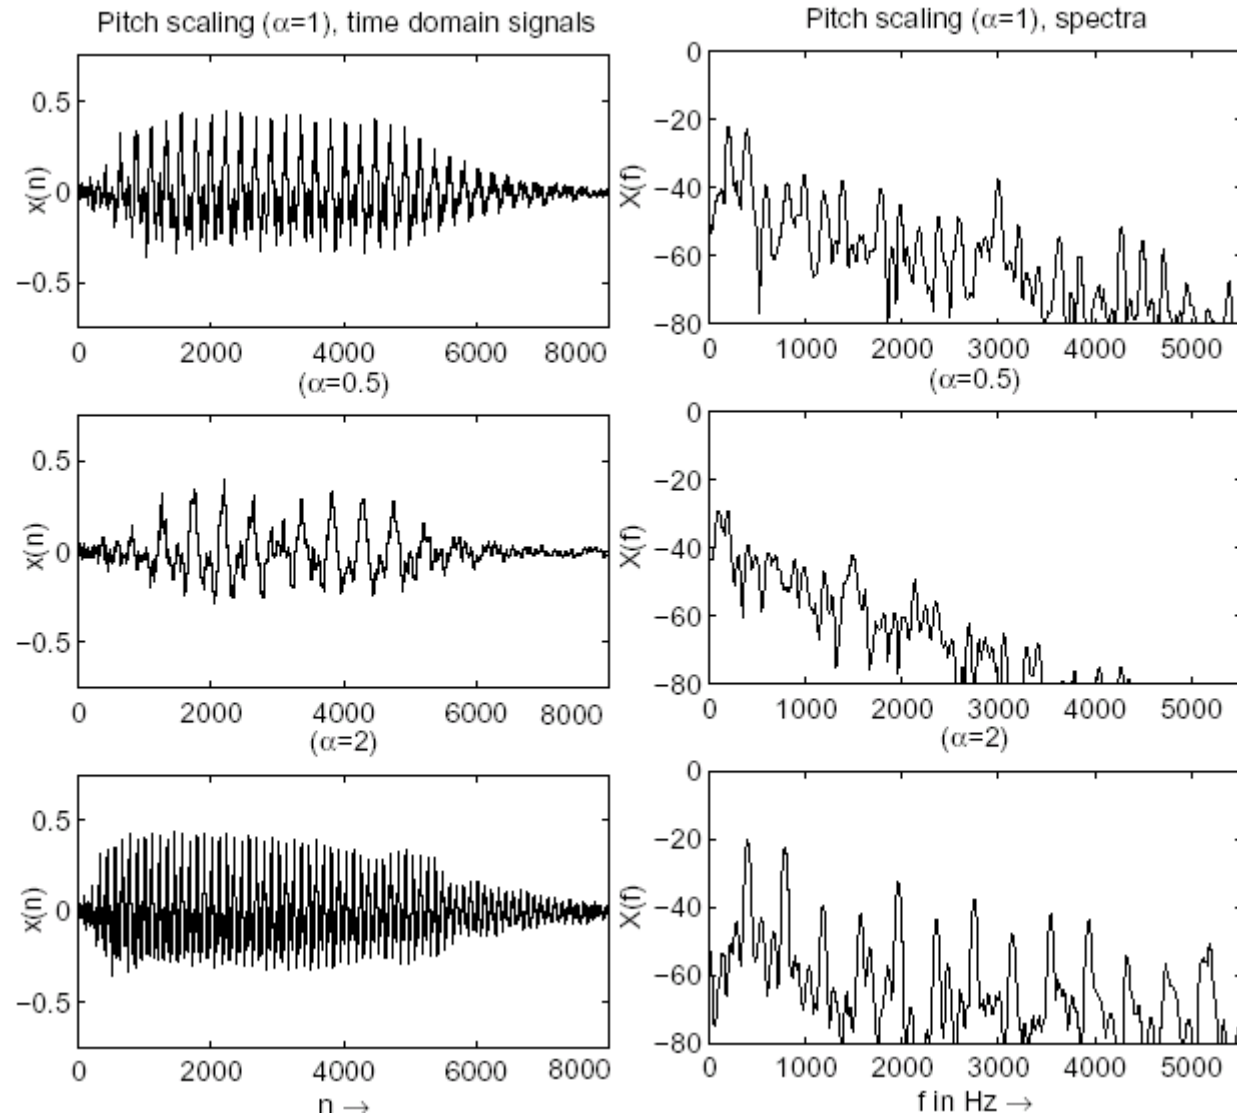 Pitch scaling (α=1), time domain signals
x(n)
0.5
0
−0.5
0 2000 4000 6000 8000
Pitch scaling (α=1), spectra
X(f)
0
−20
−40
−60
−80
0 1000 2000 3000 4000 5000
(α=0.5)
x(n)
0.5
0
−0.5
0 2000 4000 6000 8000
(α=0.5)
X(f)
0
−20
−40
−60
−80
0 1000 2000 3000 4000 5000
(α=2)
x(n)
0.5
0
−0.5
0 2000 4000 6000 8000
n →
(α=2)
X(f)
0
−20
−40
−60
−80
0 1000 2000 3000 4000 5000
f in Hz →